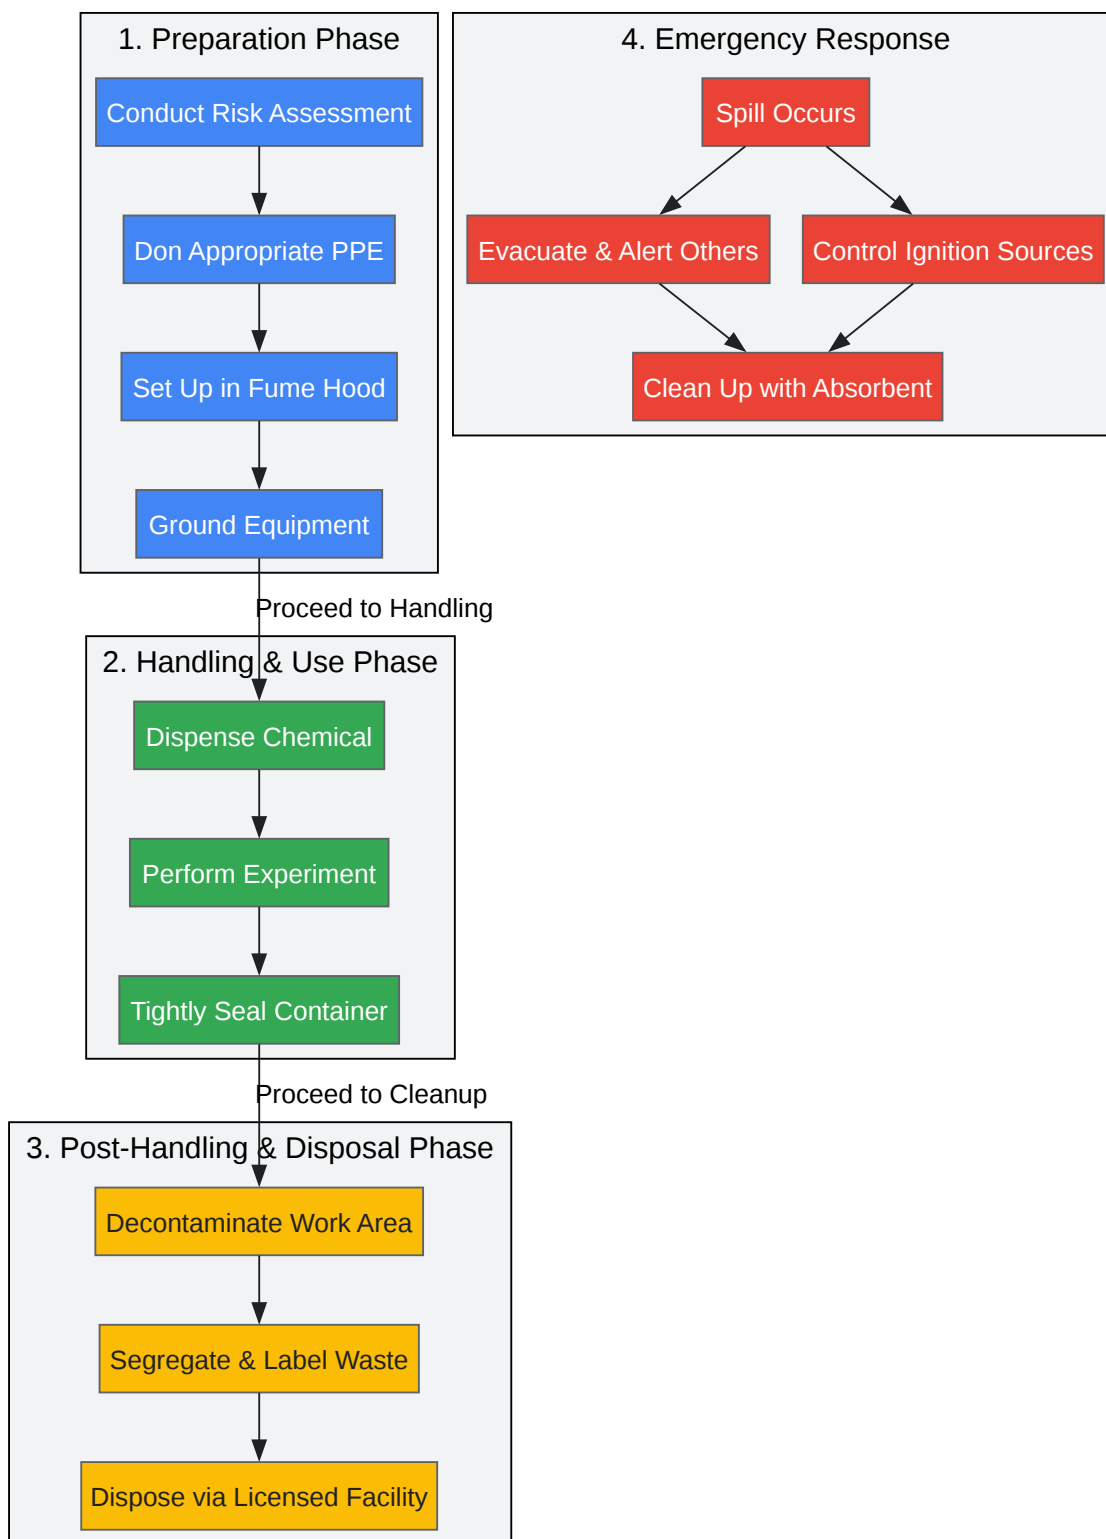 1. Preparation Phase
Conduct Risk Assessment
Don Appropriate PPE
Set Up in Fume Hood
Ground Equipment
Proceed to Handling
2. Handling & Use Phase
Dispense Chemical
Perform Experiment
Tightly Seal Container
Proceed to Cleanup
3. Post-Handling & Disposal Phase
Decontaminate Work Area
Segregate & Label Waste
Dispose via Licensed Facility
4. Emergency Response
Spill Occurs
Evacuate & Alert Others
Control Ignition Sources
Clean Up with Absorbent